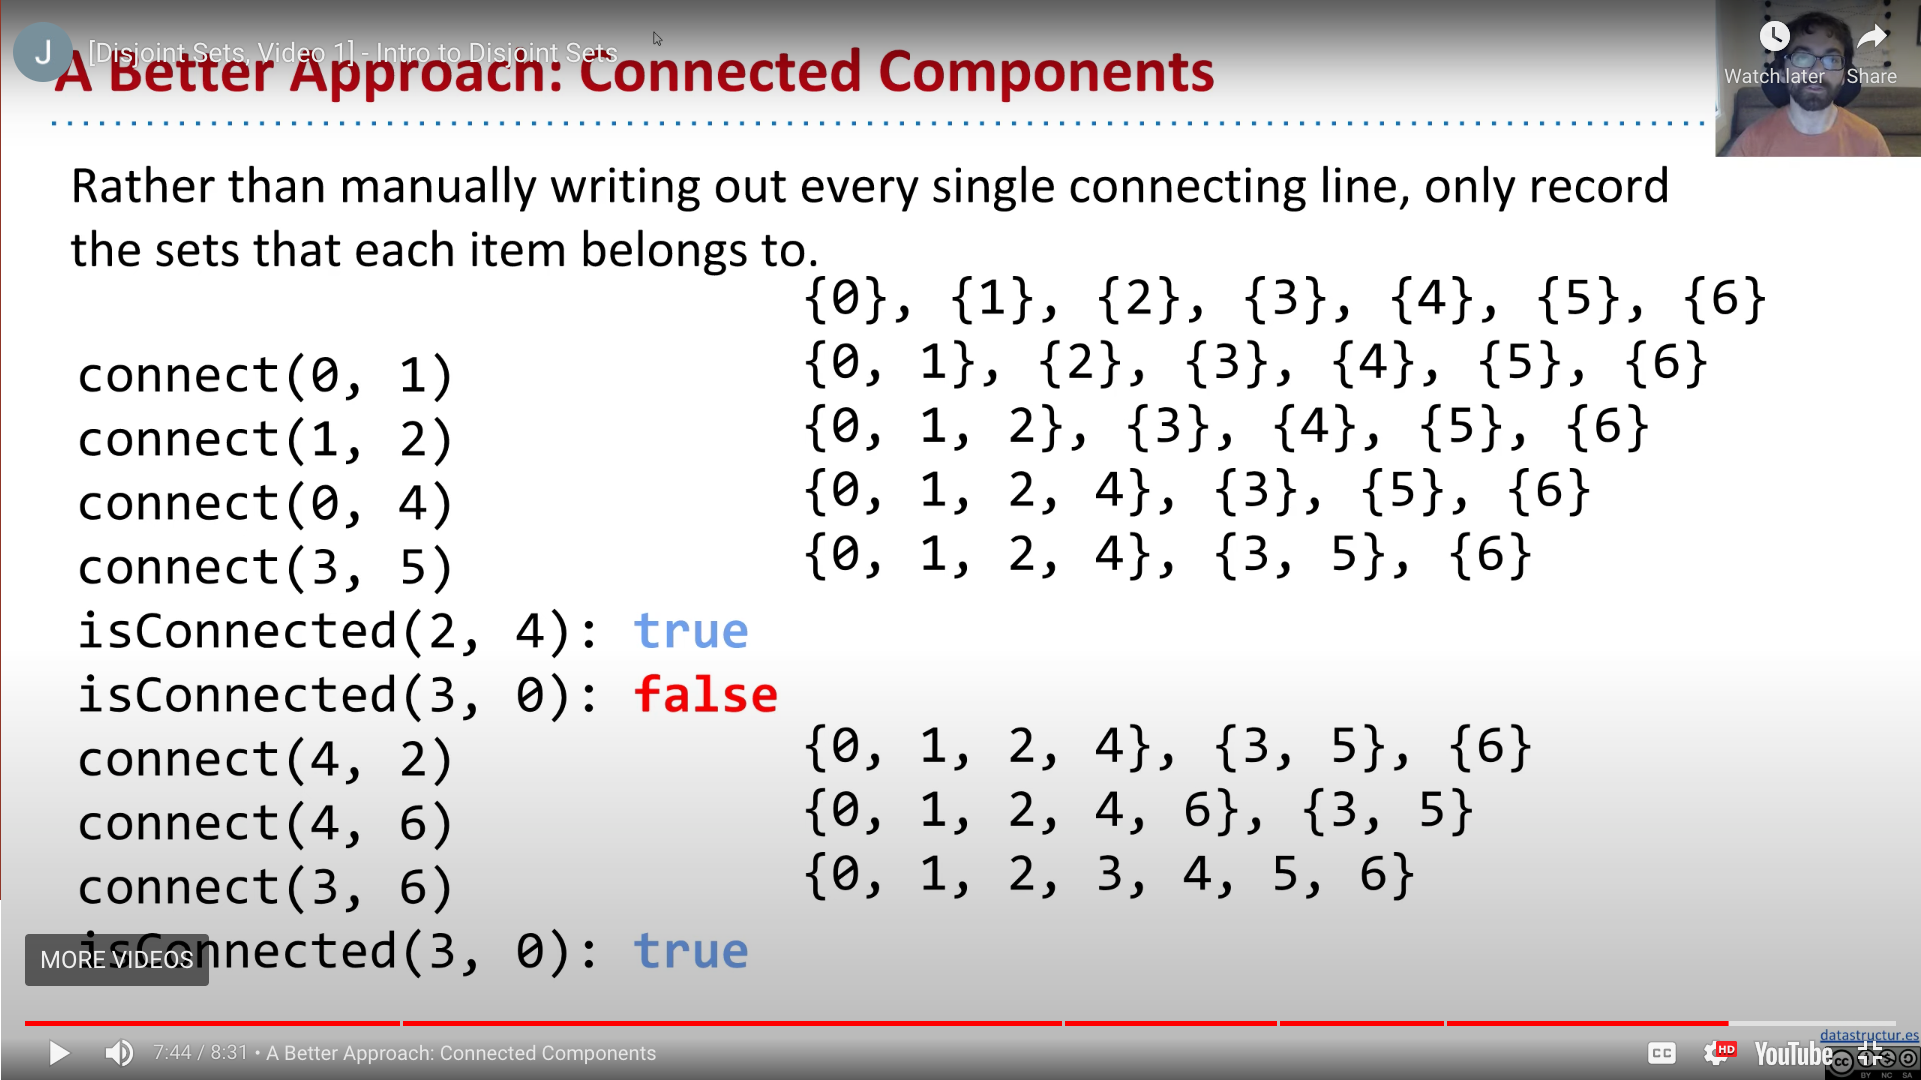 J
[Disjoint Sets, Video 1] - Intro to Disjoint Sets
A Better Approach: Connected Components
Watch later
Share
Rather than manually writing out every single connecting line, only record
the sets that each item belongs to.
{0}, {1}, {2}, {3}, {4}, {5}, {6}
connect(0, 1)
{0, 1}, {2}, {3}, {4}, {5}, {6}
connect(1, 2)
{0, 1, 2}, {3}, {4}, {5}, {6}
connect(0, 4)
{0, 1, 2, 4}, {3}, {5}, {6}
connect(3, 5)
{0, 1, 2, 4}, {3, 5}, {6}
isConnected(2, 4): true
isConnected(3, 0): false
connect(4, 2)
{0, 1, 2, 4}, {3, 5}, {6}
connect(4, 6)
{0, 1, 2, 4, 6}, {3, 5}
connect(3, 6)
{0, 1, 2, 3, 4, 5, 6}
isConnected(3, 0): true
MORE VIDEOS
7:44 / 8:31 • A Better Approach: Connected Components
CC
HD
YouTube
datastructur.es
cc
BY NC SA